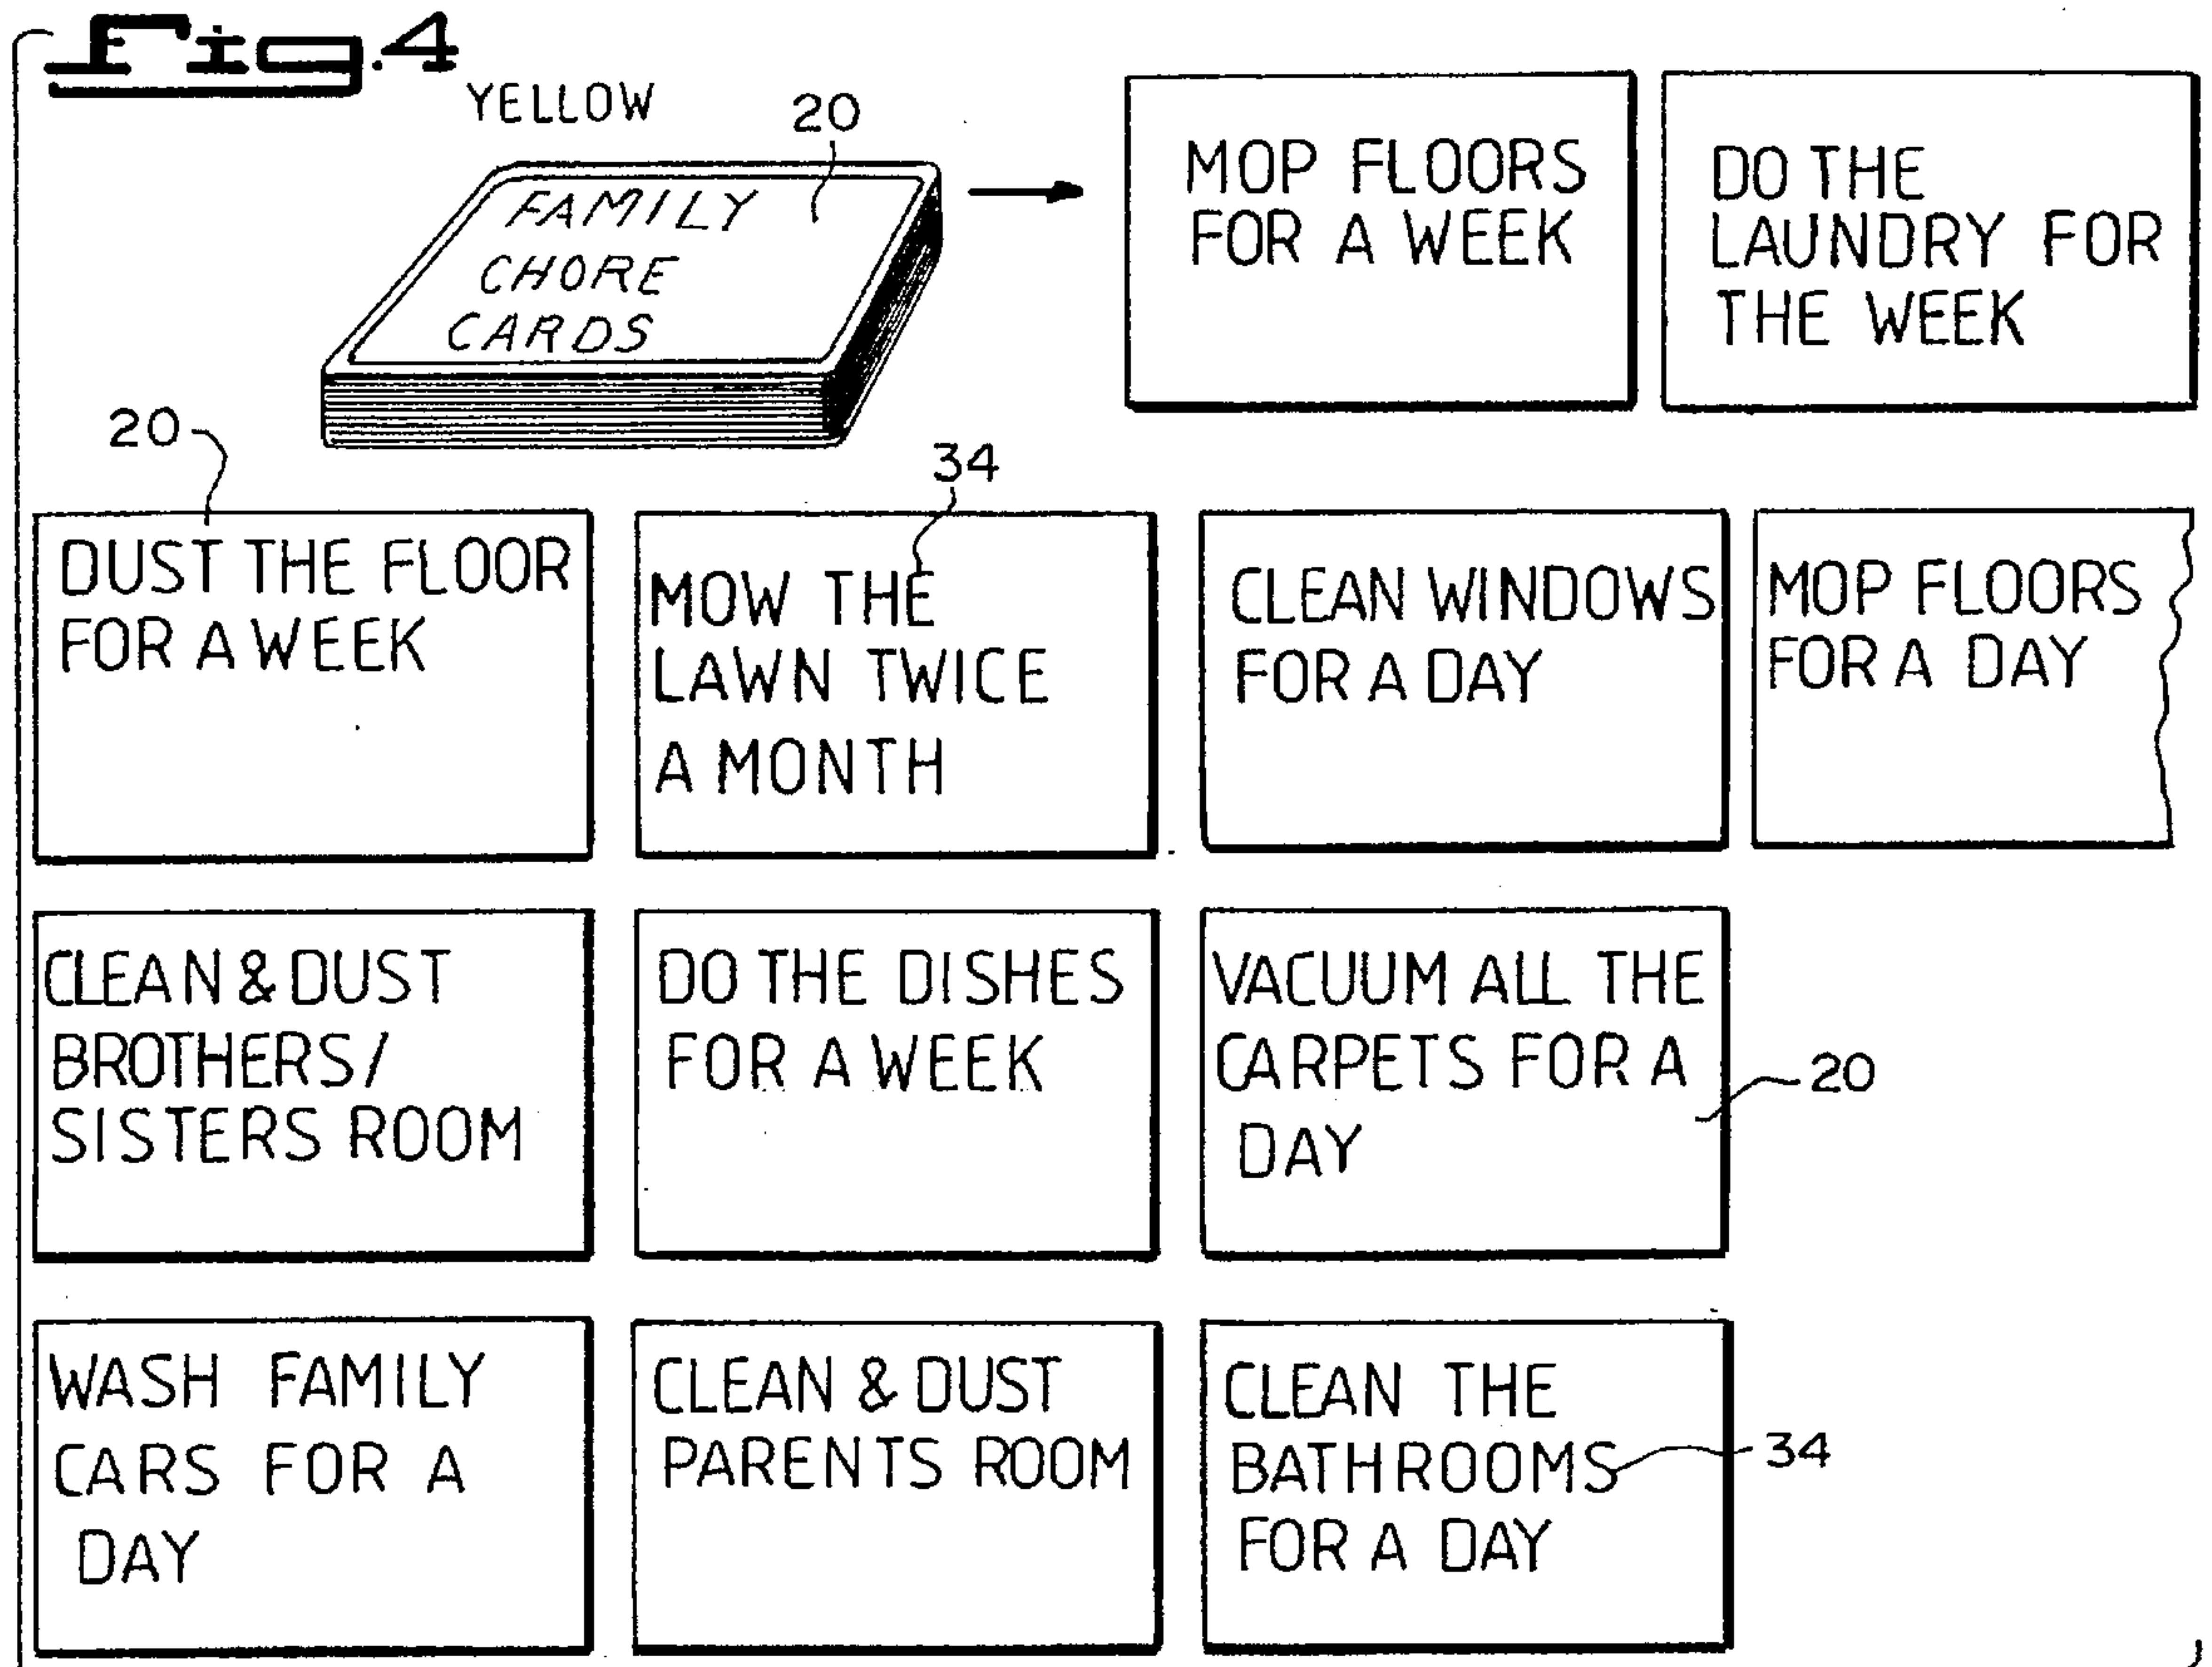 Fig.4
YELLOW
20
FAMILY
CHORE
CARDS
MOP FLOORS
FOR A WEEK
DO THE
LAUNDRY FOR
THE WEEK
20
34
DUST THE FLOOR
FOR A WEEK
MOW THE
LAWN TWICE
A MONTH
CLEAN WINDOWS
FOR A DAY
MOP FLOORS
FOR A DAY
CLEAN & DUST
BROTHERS/
SISTERS ROOM
DO THE DISHES
FOR A WEEK
VACUUM ALL THE
CARPETS FOR A
DAY
20
WASH FAMILY
CARS FOR A
DAY
CLEAN & DUST
PARENTS ROOM
CLEAN THE
BATHROOMS
FOR A DAY
34